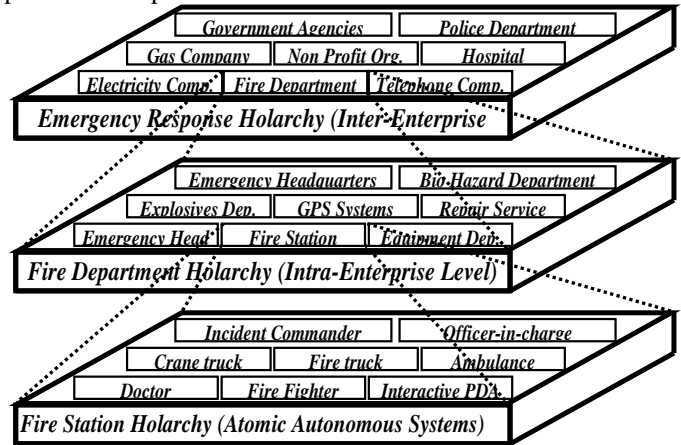 Government Agencies Police Department
Gas Company Non Profit Org. Hospital
Electricity Comp. Fire Department Telephone Comp.
Emergency Response Holarchy (Inter-Enterprise
Emergency Headquarters Bio Hazard Department
Explosives Dep. GPS Systems Repair Service
Emergency Head Fire Station Equipment Dep.
Fire Department Holarchy (Intra-Enterprise Level)
Incident Commander Officer-in-charge
Crane truck Fire truck Ambulance
Doctor Fire Fighter Interactive PDA
Fire Station Holarchy (Atomic Autonomous Systems)